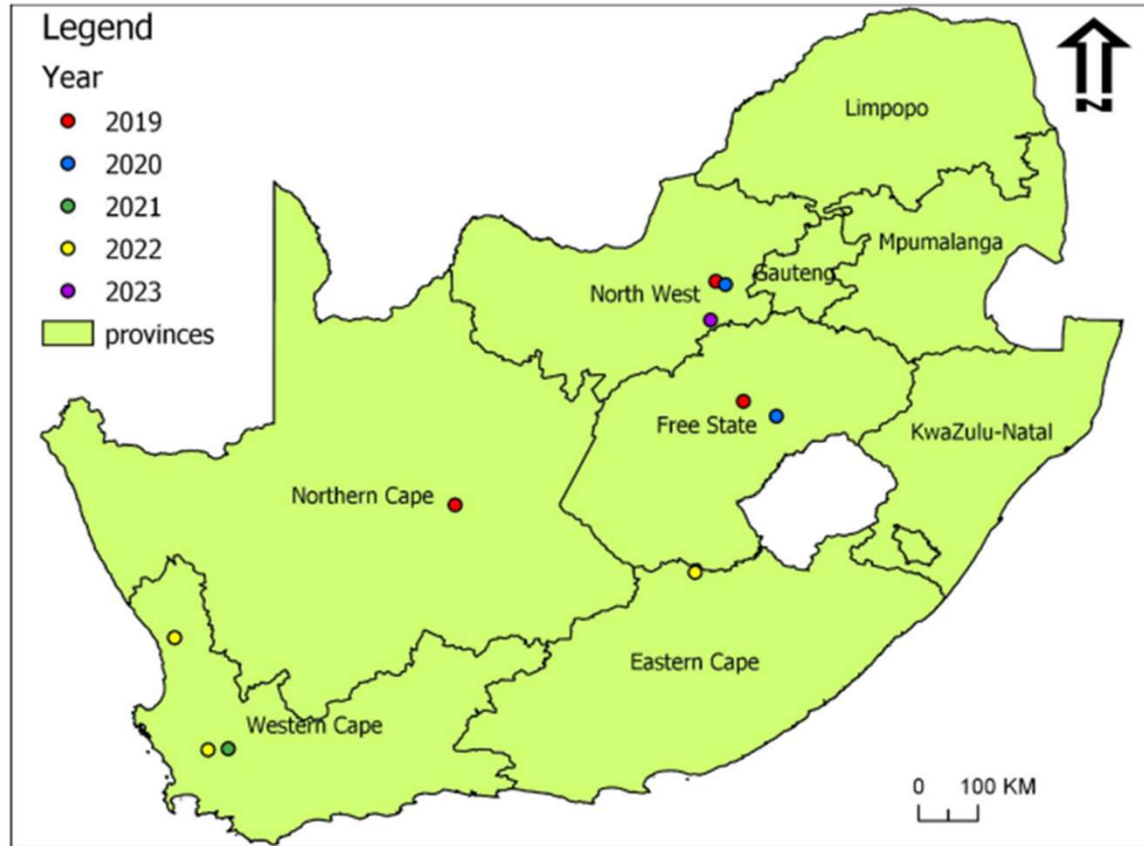 Legend
Year
2019
2020
2021
2022
2023
provinces
Limpopo
Mpumalanga
Gauteng
North West
Free State
KwaZulu-Natal
Northern Cape
Eastern Cape
Western Cape
N
0 100 KM